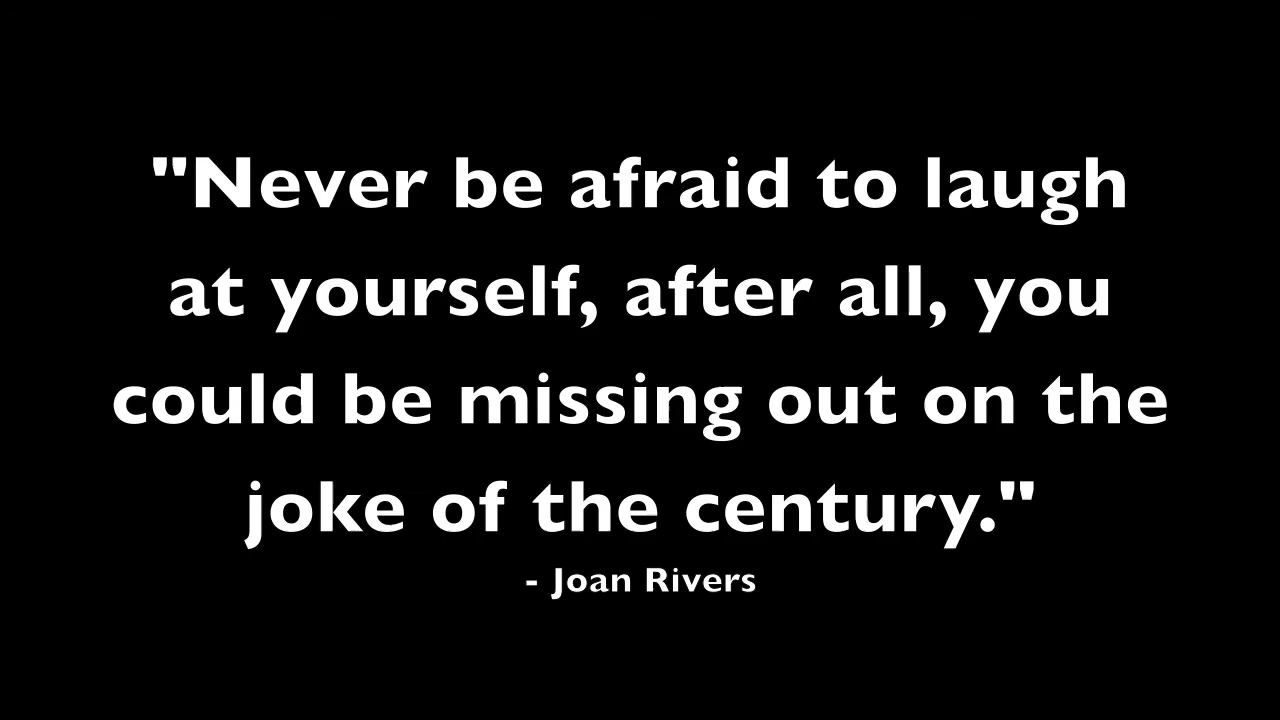 "Never be afraid to laugh
at yourself, after all, you
could be missing out on the
joke of the century."
- Joan Rivers